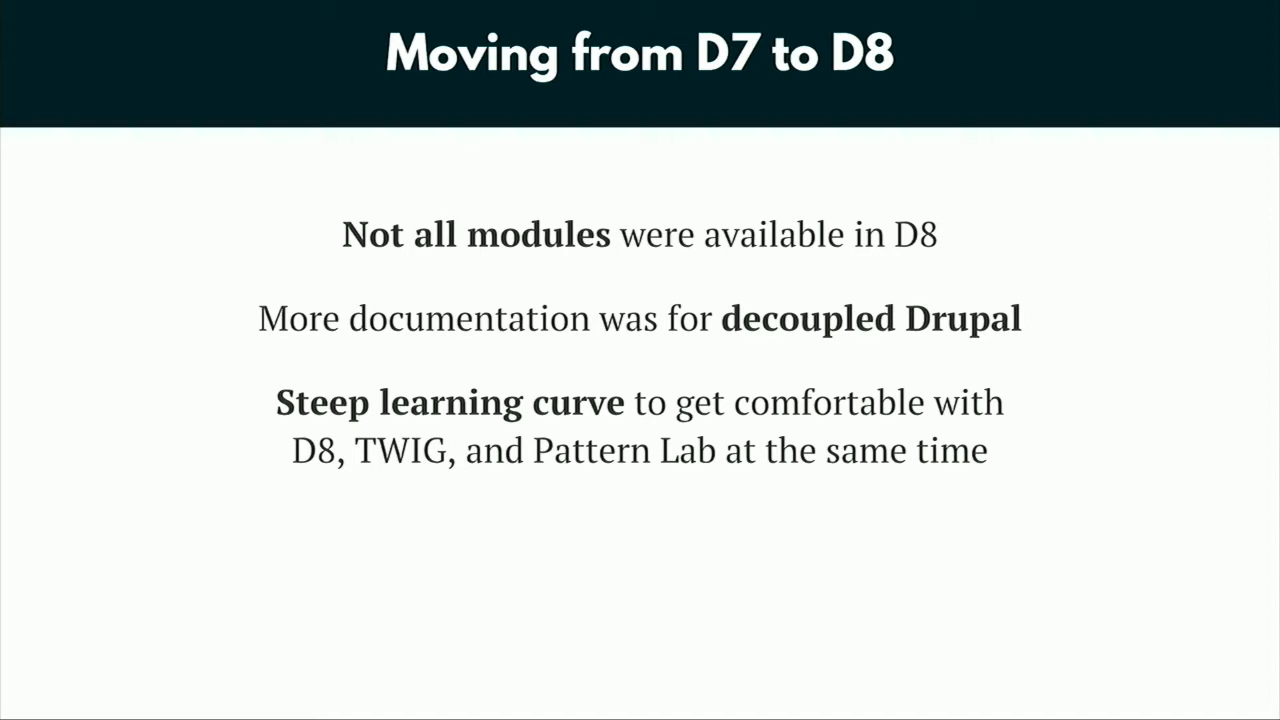 Moving from D7 to D8
Not all modules were available in D8
More documentation was for decoupled Drupal
Steep learning curve to get comfortable with
D8, TWIG, and Pattern Lab at the same time